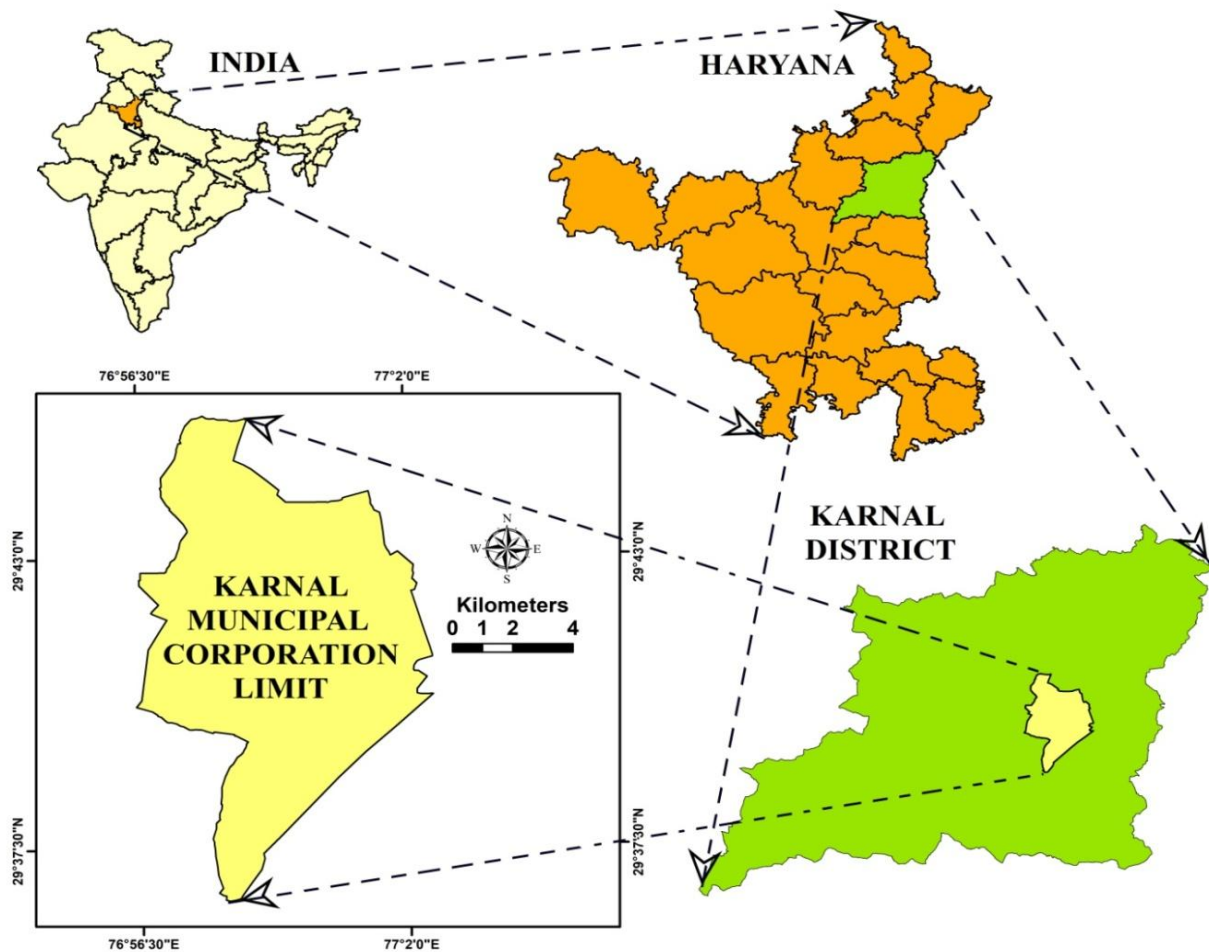 INDIA
HARYANA
76°56'30"E
77°2'0"E
29°43'0"N
29°43'0"N
N
W E
S
Kilometers
0 1 2 4
KARNAL
MUNICIPAL
CORPORATION
LIMIT
KARNAL
DISTRICT
29°37'30"N
29°37'30"N
76°56'30"E
77°2'0"E